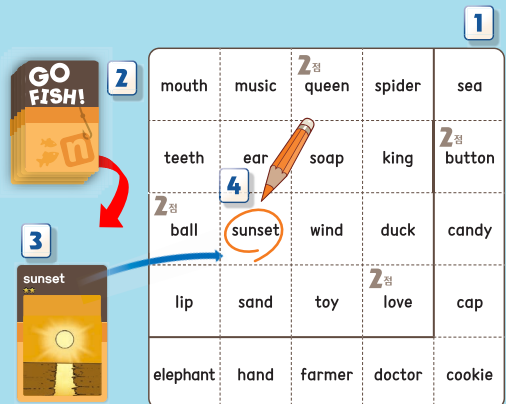 1
2
GO
FISH!
n
3
sunset
4
2점
mouth music queen spider sea
2점
teeth ear soap king button
2점
ball sunset wind duck candy
2점
lip sand toy love cap
elephant hand farmer doctor cookie